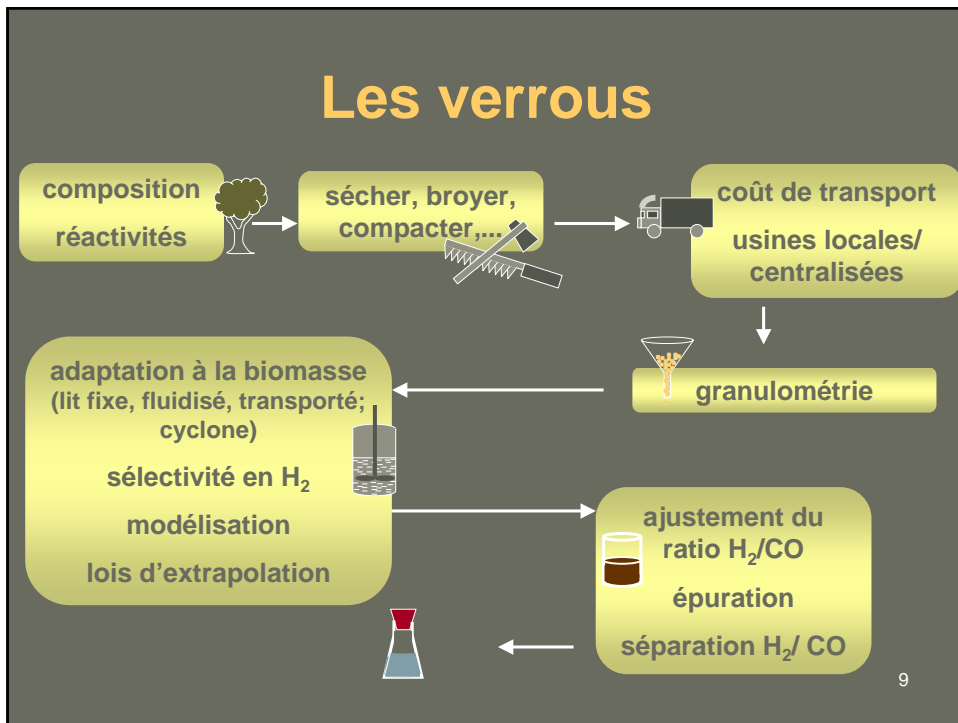 Les verrous
composition
réactivités
sécher, broyer,
compacter,...
coût de transport
usines locales/
centralisées
granulométrie
adaptation à la biomasse
(lit fixe, fluidisé, transporté;
cyclone)
sélectivité en H₂
modélisation
lois d’extrapolation
ajustement du
ratio H₂/CO
épuration
séparation H₂/ CO
9